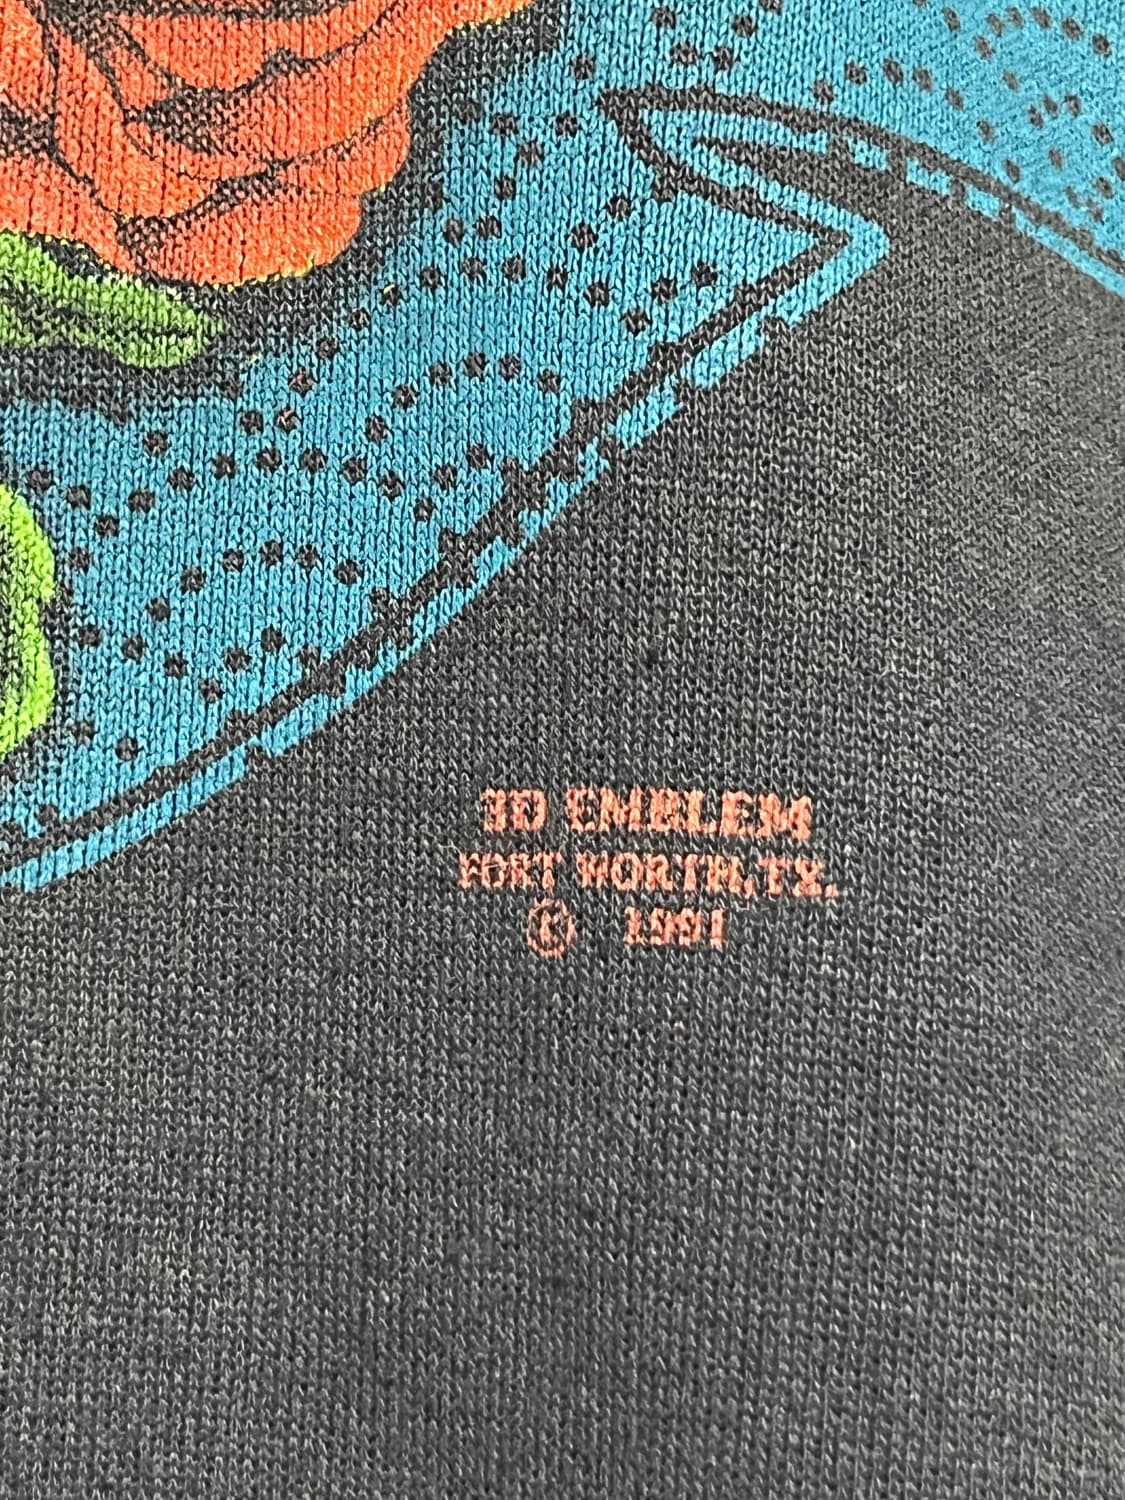 3D EMBLEM
FORT WORTH, TX.
© 1991